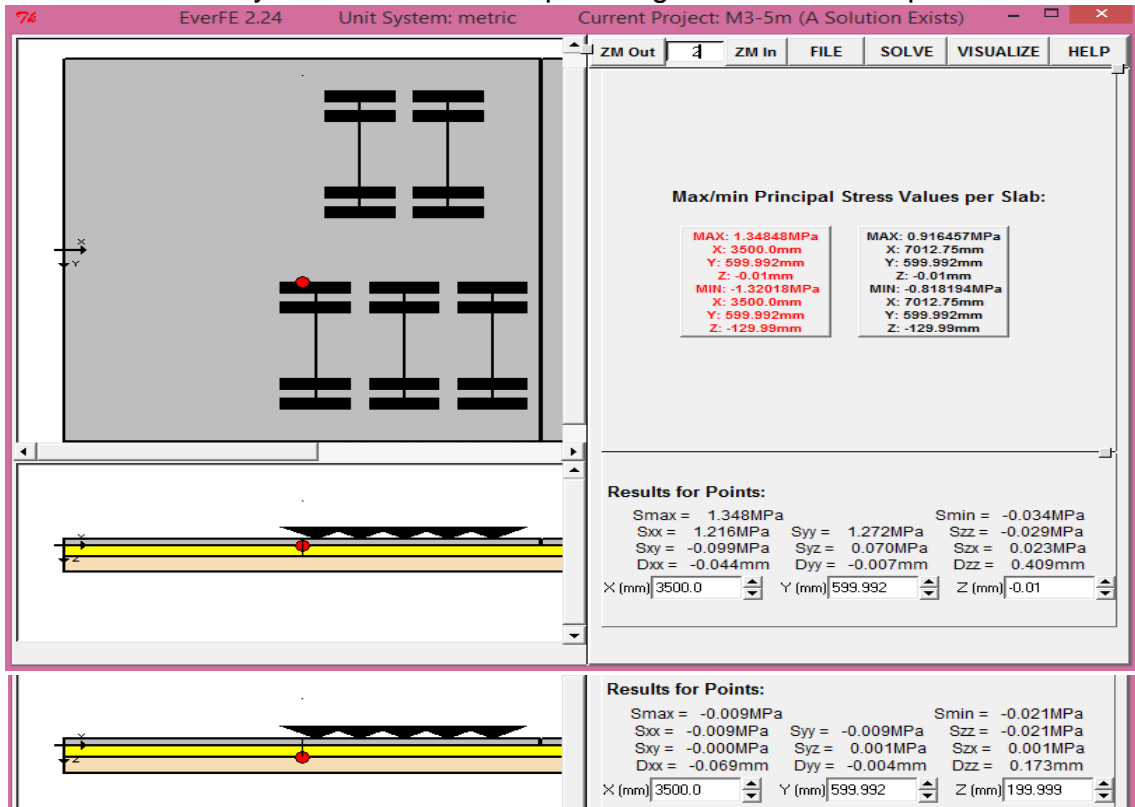 EverFE 2.24 Unit System: metric Current Project: M3-5m (A Solution Exists)
ZM Out 2 ZM In FILE SOLVE VISUALIZE HELP
X
Y
Max/min Principal Stress Values per Slab:
MAX: 1.34848MPa
X: 3500.0mm
Y: 599.992mm
Z: -0.01mm
MIN: -1.32018MPa
X: 3500.0mm
Y: 599.992mm
Z: -129.99mm
MAX: 0.916457MPa
X: 7012.75mm
Y: 599.992mm
Z: -0.01mm
MIN: -0.818194MPa
X: 7012.75mm
Y: 599.992mm
Z: -129.99mm
X
Z
Results for Points:
Smax = 1.348MPa Smin = -0.034MPa
Sxx = 1.216MPa Syy = 1.272MPa Szz = -0.029MPa
Sxy = -0.099MPa Syz = 0.070MPa Szx = 0.023MPa
Dxx = -0.044mm Dyy = -0.007mm Dzz = 0.409mm
X (mm) 3500.0 Y (mm) 599.992 Z (mm) -0.01
X
Z
Results for Points:
Smax = -0.009MPa Smin = -0.021MPa
Sxx = -0.009MPa Syy = -0.009MPa Szz = -0.021MPa
Sxy = -0.000MPa Syz = 0.001MPa Szx = 0.001MPa
Dxx = -0.069mm Dyy = -0.004mm Dzz = 0.173mm
X (mm) 3500.0 Y (mm) 599.992 Z (mm) 199.999